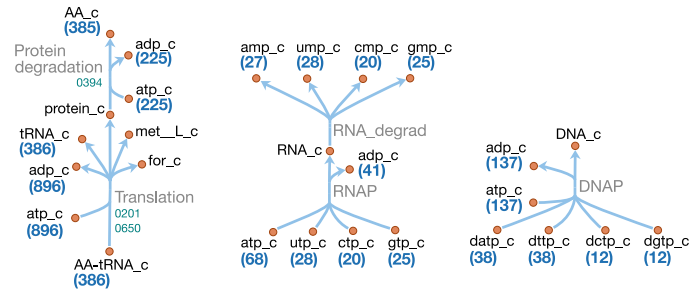 AA_c
(385)
Protein
degradation
0394
adp_c
(225)
atp_c
(225)
protein_c
tRNA_c
(386)
met__L_c
adp_c
(896)
for_c
Translation
0201
0650
atp_c
(896)
AA-tRNA_c
(386)
amp_c
(27)
ump_c
(28)
cmp_c
(20)
gmp_c
(25)
RNA_degrad
RNA_c
adp_c
(41)
RNAP
atp_c
(68)
utp_c
(28)
ctp_c
(20)
gtp_c
(25)
DNA_c
adp_c
(137)
DNAP
atp_c
(137)
datp_c
(38)
dttp_c
(38)
dctp_c
(12)
dgtp_c
(12)